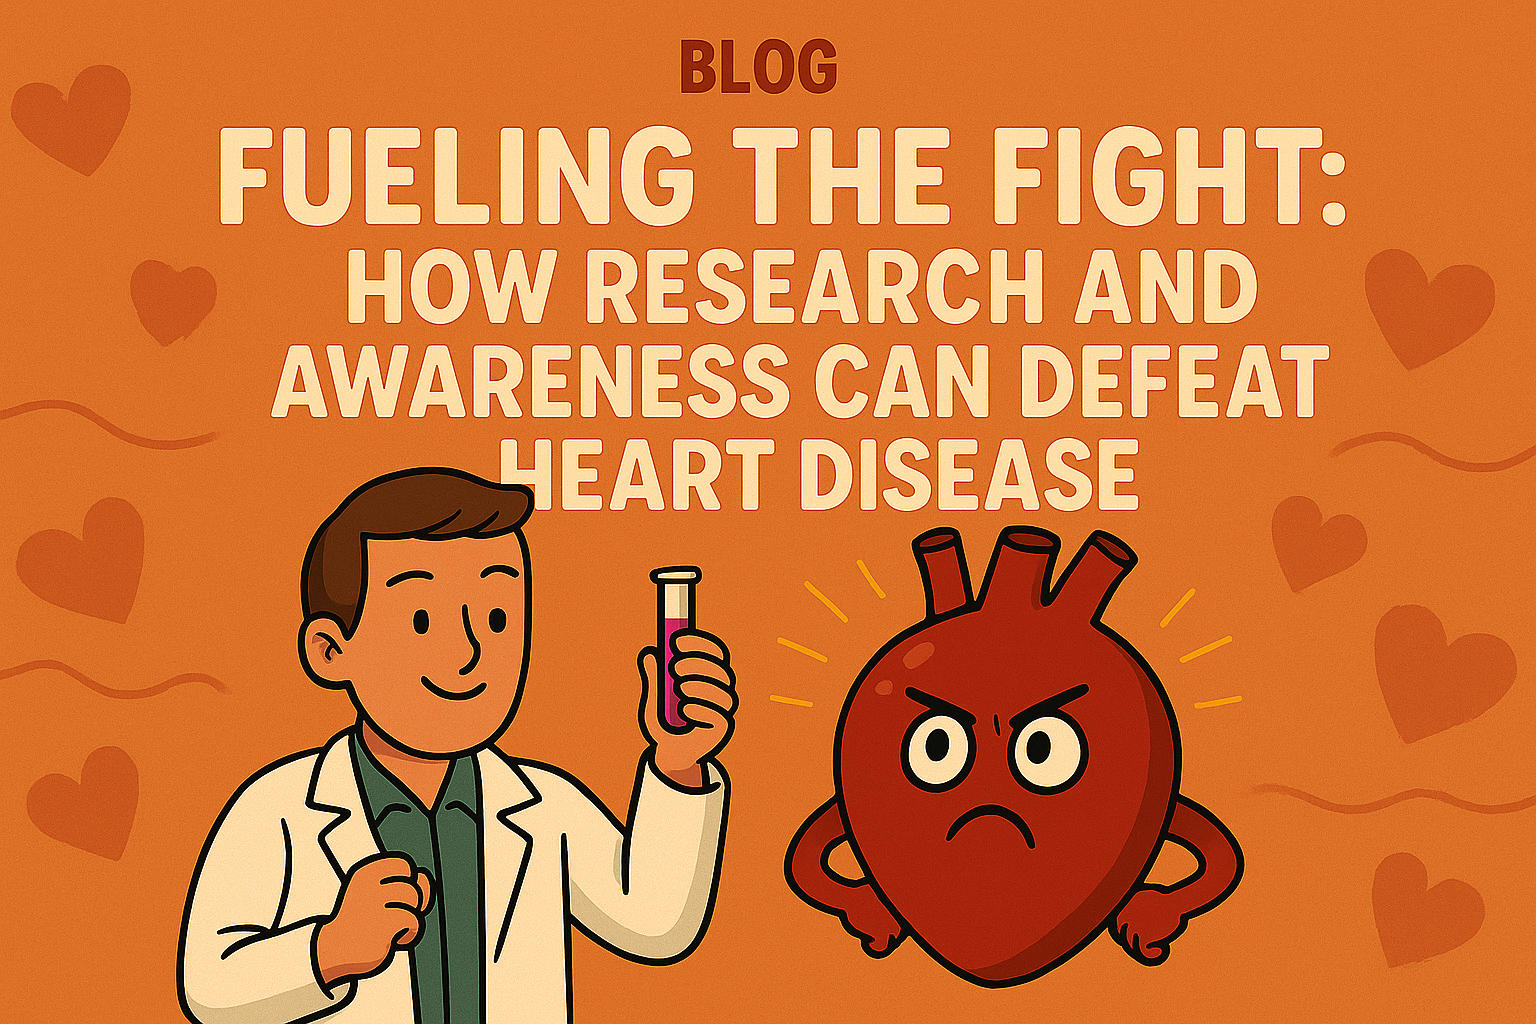 BLOG
FUELING THE FIGHT:
HOW RESEARCH AND
AWARENESS CAN DEFEAT
HEART DISEASE